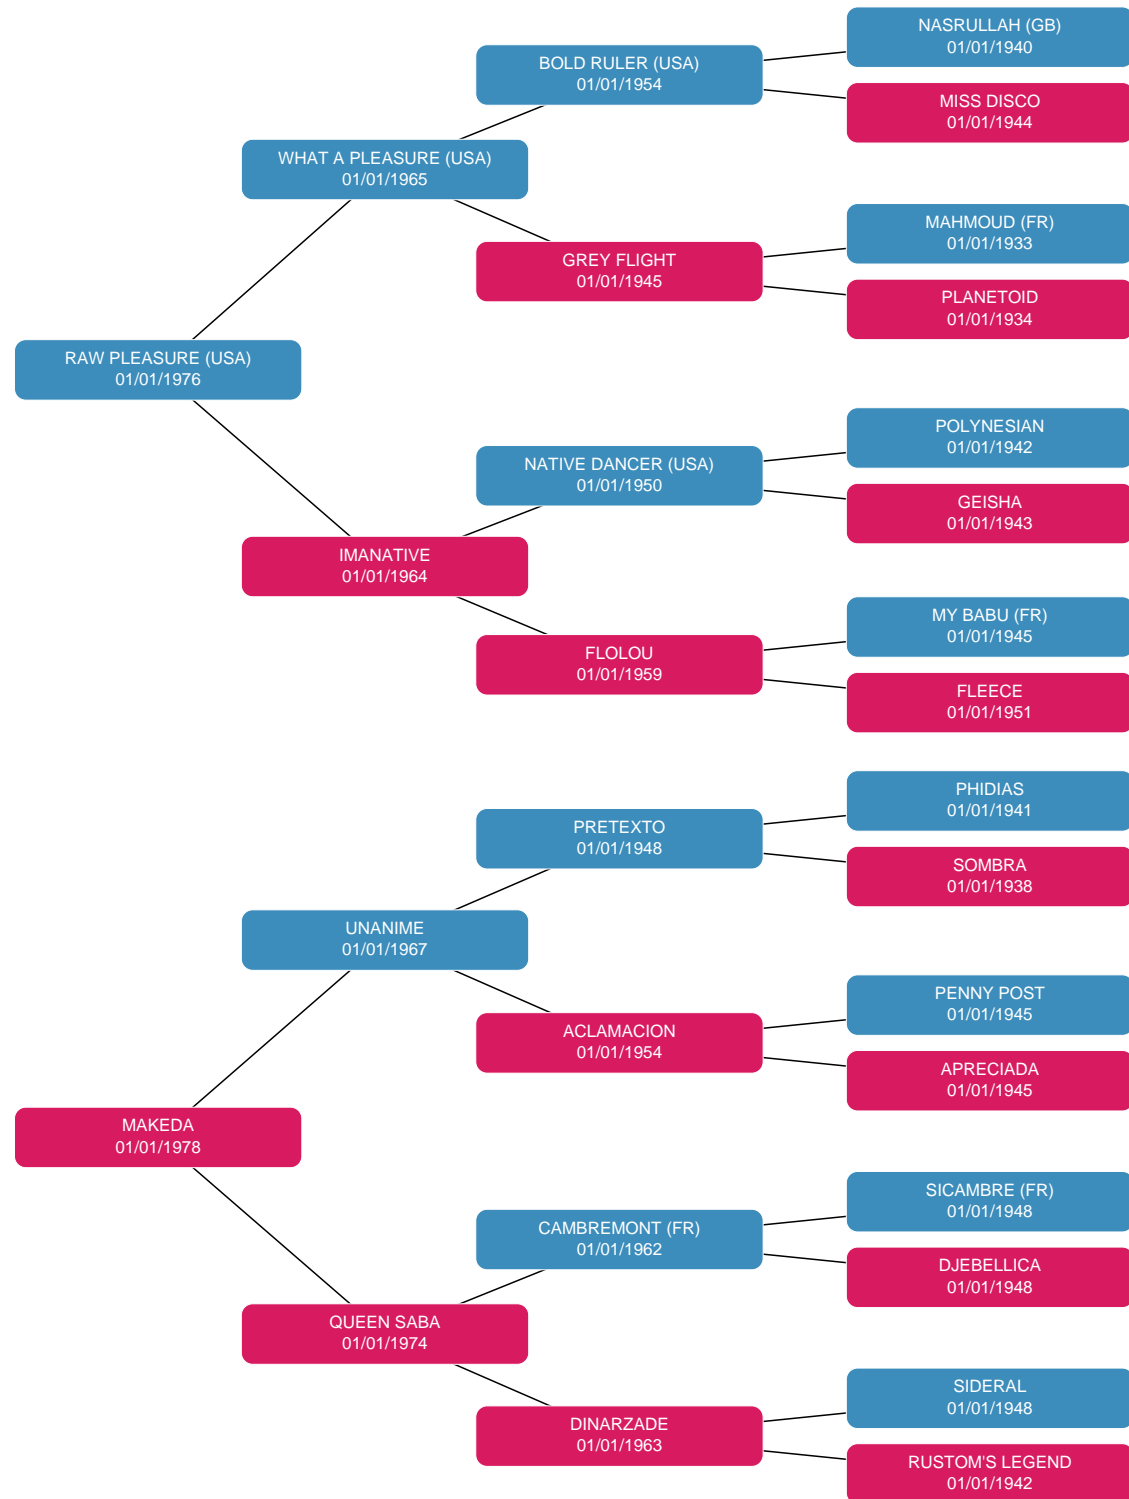 NASRULLAH (GB)
01/01/1940
BOLD RULER (USA)
01/01/1954
MISS DISCO
01/01/1944
WHAT A PLEASURE (USA)
01/01/1965
MAHMOUD (FR)
01/01/1933
GREY FLIGHT
01/01/1945
PLANETOID
01/01/1934
RAW PLEASURE (USA)
01/01/1976
POLYNESIAN
01/01/1942
NATIVE DANCER (USA)
01/01/1950
GEISHA
01/01/1943
IMANATIVE
01/01/1964
MY BABU (FR)
01/01/1945
FLOLOU
01/01/1959
FLEECE
01/01/1951
PHIDIAS
01/01/1941
PRETEXTO
01/01/1948
SOMBRA
01/01/1938
UNANIME
01/01/1967
PENNY POST
01/01/1945
ACLAMACION
01/01/1954
APRECIADA
01/01/1945
MAKEDA
01/01/1978
SICAMBRE (FR)
01/01/1948
CAMBREMONT (FR)
01/01/1962
DJEBELLICA
01/01/1948
QUEEN SABA
01/01/1974
SIDERAL
01/01/1948
DINARZADE
01/01/1963
RUSTOM'S LEGEND
01/01/1942